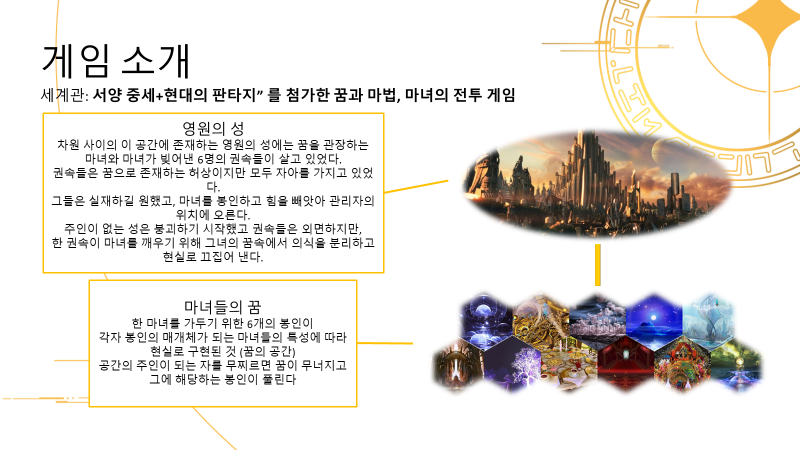 게임 소개
세계관: 서양 중세+현대의 판타지” 를 첨가한 꿈과 마법, 마녀의 전투 게임
영원의 성
차원 사이의 이 공간에 존재하는 영원의 성에는 꿈을 관장하는
마녀와 마녀가 빚어낸 6명의 권속들이 살고 있었다.
권속들은 꿈으로 존재하는 허상이지만 모두 자아를 가지고 있었
다.
그들은 실재하길 원했고, 마녀를 봉인하고 힘을 빼앗아 관리자의
위치에 오른다.
주인이 없는 성은 붕괴하기 시작했고 권속들은 외면하지만,
한 권속이 마녀를 깨우기 위해 그녀의 꿈속에서 의식을 분리하고
현실로 끄집어 낸다.
마녀들의 꿈
한 마녀를 가두기 위한 6개의 봉인이
각자 봉인의 매개체가 되는 마녀들의 특성에 따라
현실로 구현된 것 (꿈의 공간)
공간의 주인이 되는 자를 무찌르면 꿈이 무너지고
그에 해당하는 봉인이 풀린다